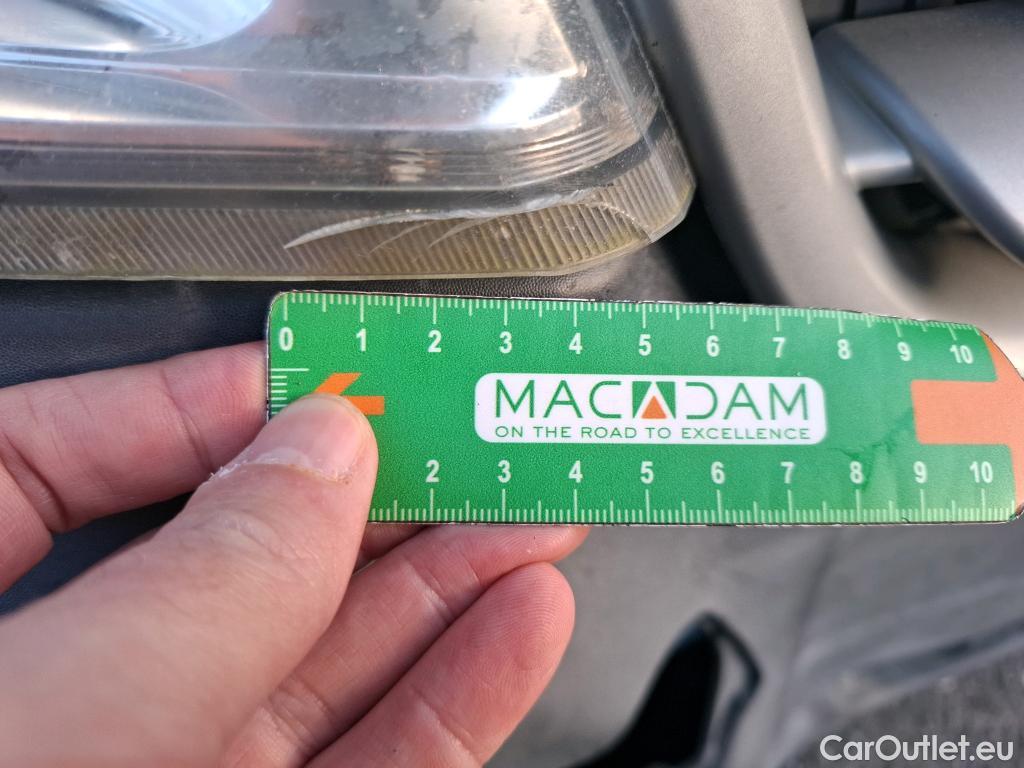 0 1 2 3 4 5 6 7 8 9 10
MACADAM
ON THE ROAD TO EXCELLENCE
2 3 4 5 6 7 8 9 10
CarOutlet.eu